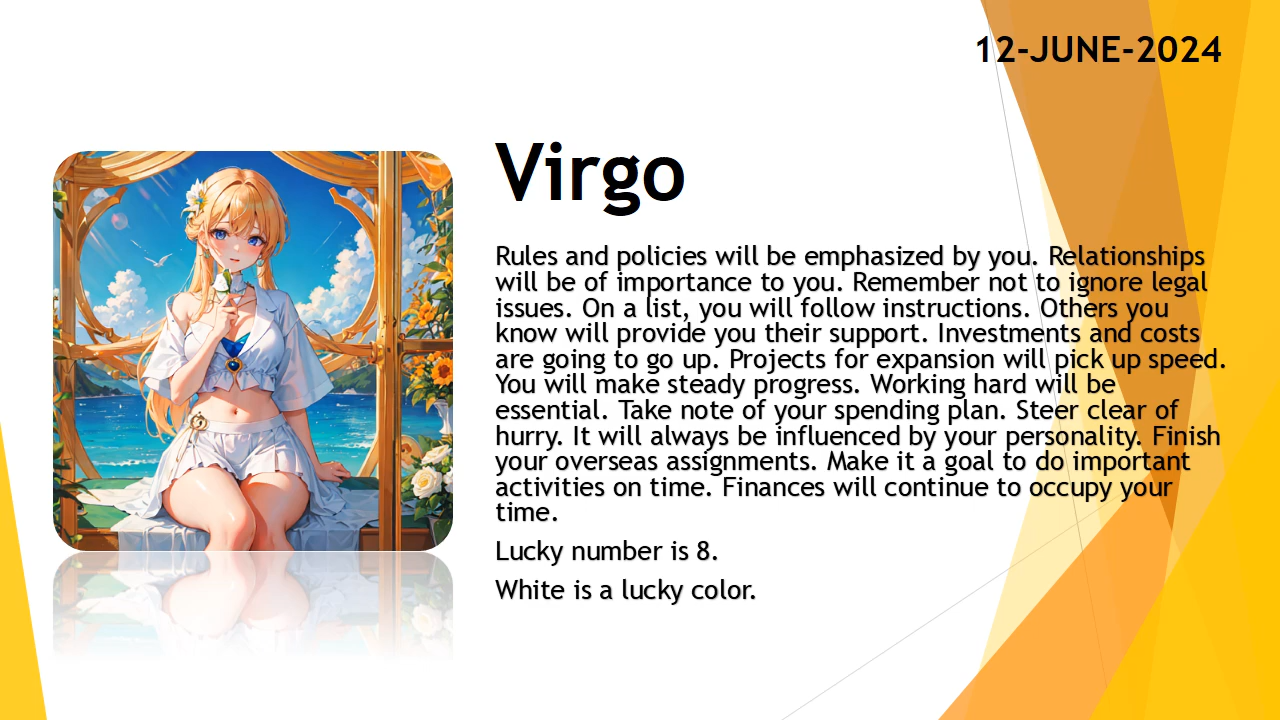 12-JUNE-2024
Virgo
Rules and policies will be emphasized by you. Relationships
will be of importance to you. Remember not to ignore legal
issues. On a list, you will follow instructions. Others you
know will provide you their support. Investments and costs
are going to go up. Projects for expansion will pick up speed.
You will make steady progress. Working hard will be
essential. Take note of your spending plan. Steer clear of
hurry. It will always be influenced by your personality. Finish
your overseas assignments. Make it a goal to do important
activities on time. Finances will continue to occupy your
time.
Lucky number is 8.
White is a lucky color.